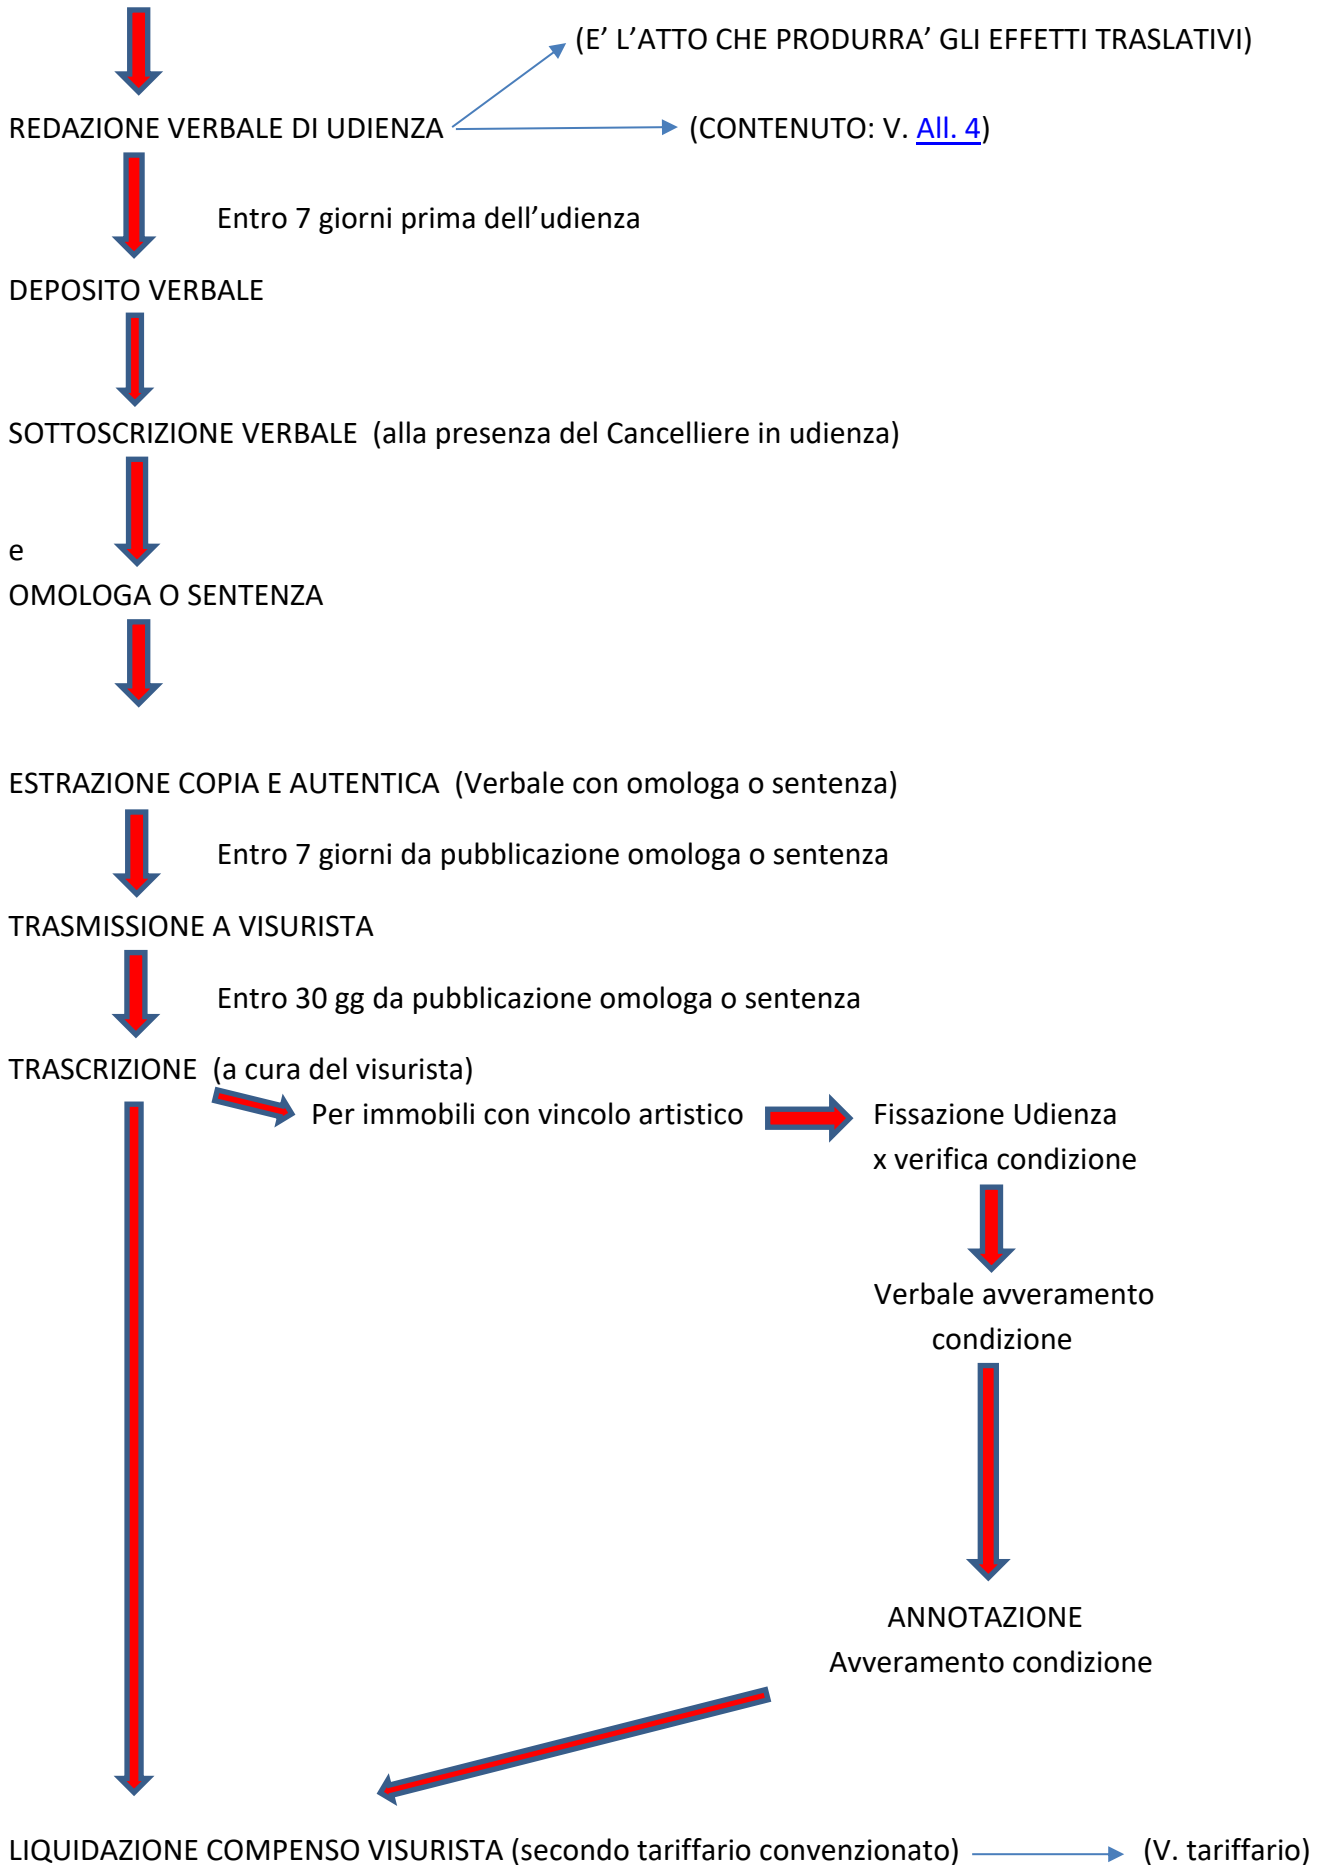 (E’ L’ATTO CHE PRODURRA’ GLI EFFETTI TRASLATIVI)
REDAZIONE VERBALE DI UDIENZA
(CONTENUTO: V. All. 4)
Entro 7 giorni prima dell’udienza
DEPOSITO VERBALE
SOTTOSCRIZIONE VERBALE (alla presenza del Cancelliere in udienza)
e
OMOLOGA O SENTENZA
ESTRAZIONE COPIA E AUTENTICA (Verbale con omologa o sentenza)
Entro 7 giorni da pubblicazione omologa o sentenza
TRASMISSIONE A VISURISTA
Entro 30 gg da pubblicazione omologa o sentenza
TRASCRIZIONE (a cura del visurista)
Per immobili con vincolo artistico
Fissazione Udienza
x verifica condizione
Verbale avveramento
condizione
ANNOTAZIONE
Avveramento condizione
LIQUIDAZIONE COMPENSO VISURISTA (secondo tariffario convenzionato)
(V. tariffario)